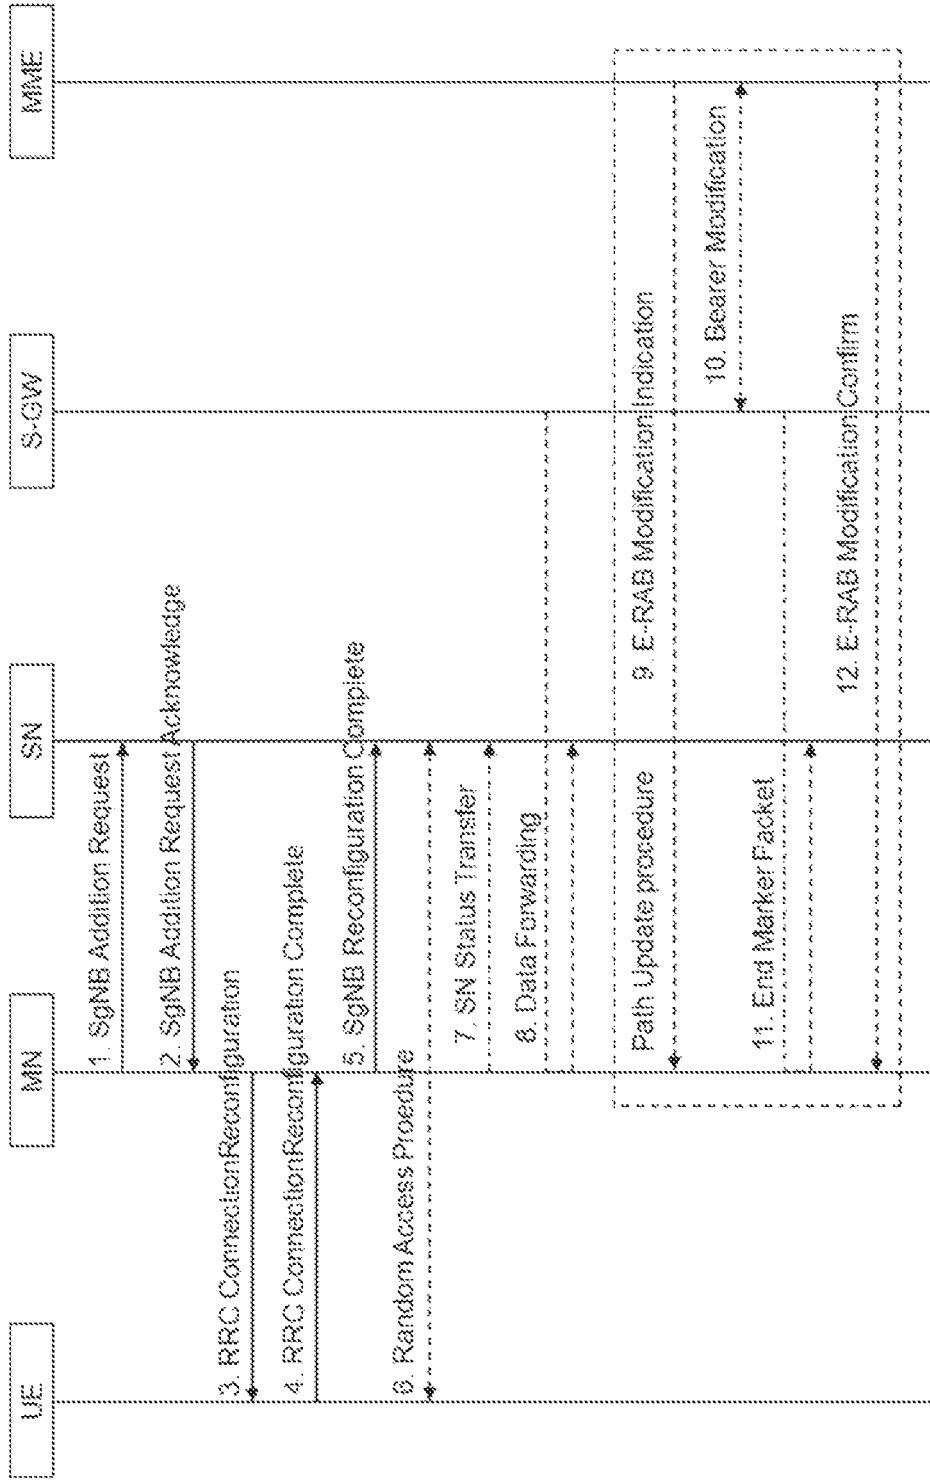 UE
MN
SN
S-GW
MME
1. SgNB Addition Request
2. SgNB Addition Request Acknowledge
3. RRC ConnectionReconfiguration
4. RRC ConnectionReconfiguration Complete
5. SgNB Reconfiguration Complete
6. Random Access Proedure
7. SN Status Transfer
8. Data Forwarding
Path Update procedure
9. E-RAB Modification Indication
10. Bearer Modification
11. End Marker Packet
12. E-RAB Modification Confirm